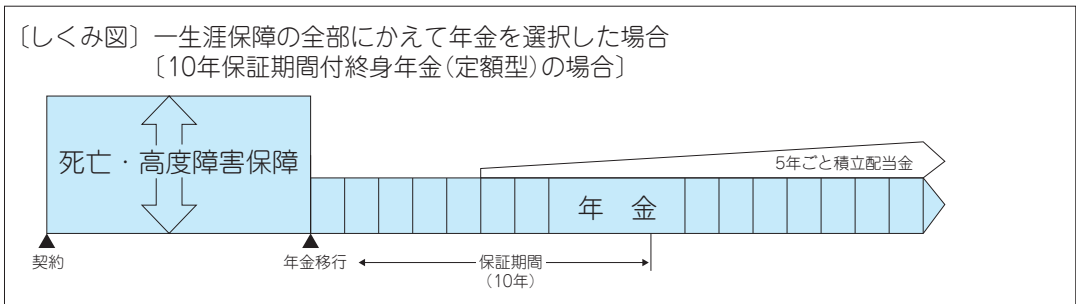 〔しくみ図〕一生涯保障の全部にかえて年金を選択した場合
〔10年保証期間付終身年金(定額型)の場合〕
死亡・高度障害保障
5年ごと積立配当金
年 金
契約
年金移行
保証期間
(10年)